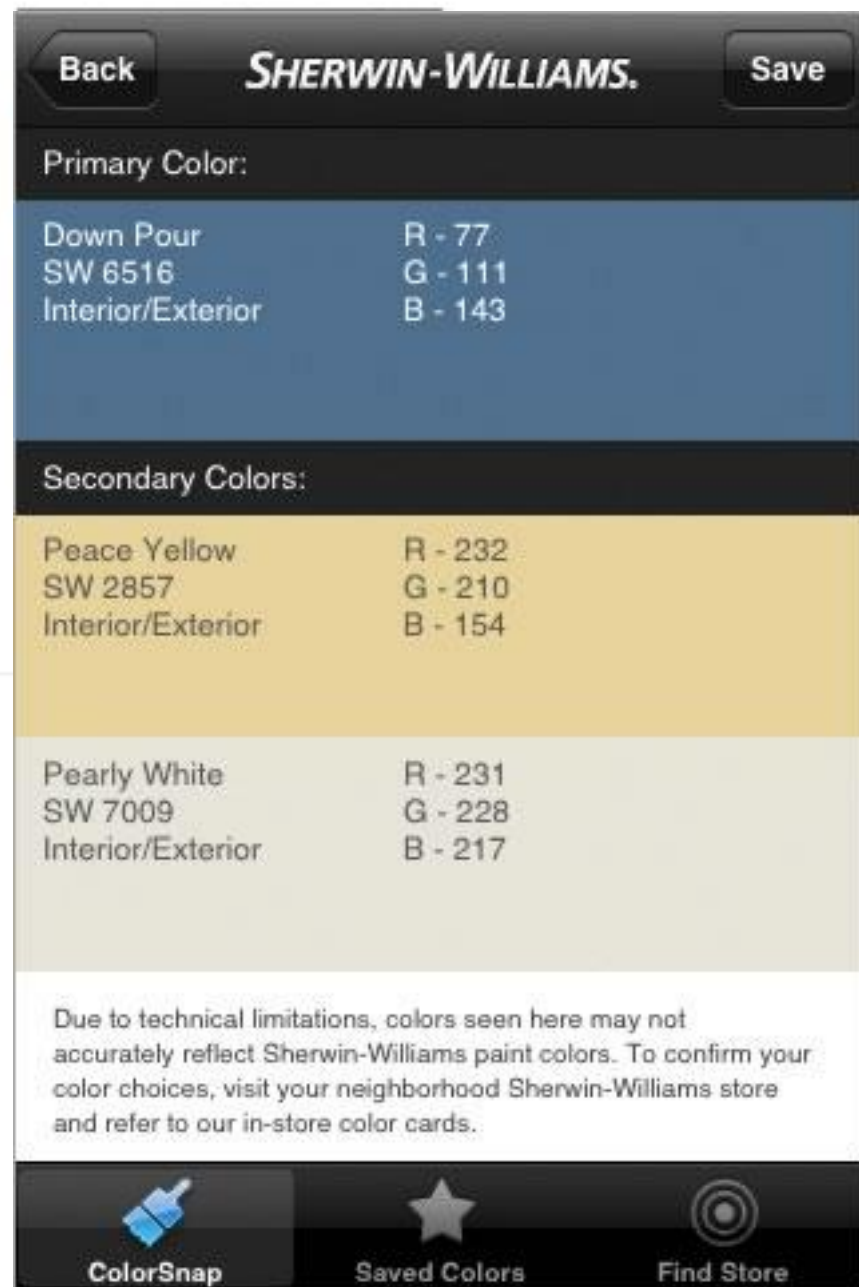 Back SHERWIN-WILLIAMS. Save
Primary Color:
Down Pour R - 77
SW 6516 G - 111
Interior/Exterior B - 143
Secondary Colors:
Peace Yellow R - 232
SW 2857 G - 210
Interior/Exterior B - 154
Pearly White R - 231
SW 7009 G - 228
Interior/Exterior B - 217
Due to technical limitations, colors seen here may not
accurately reflect Sherwin-Williams paint colors. To confirm your
color choices, visit your neighborhood Sherwin-Williams store
and refer to our in-store color cards.
ColorSnap Saved Colors Find Store